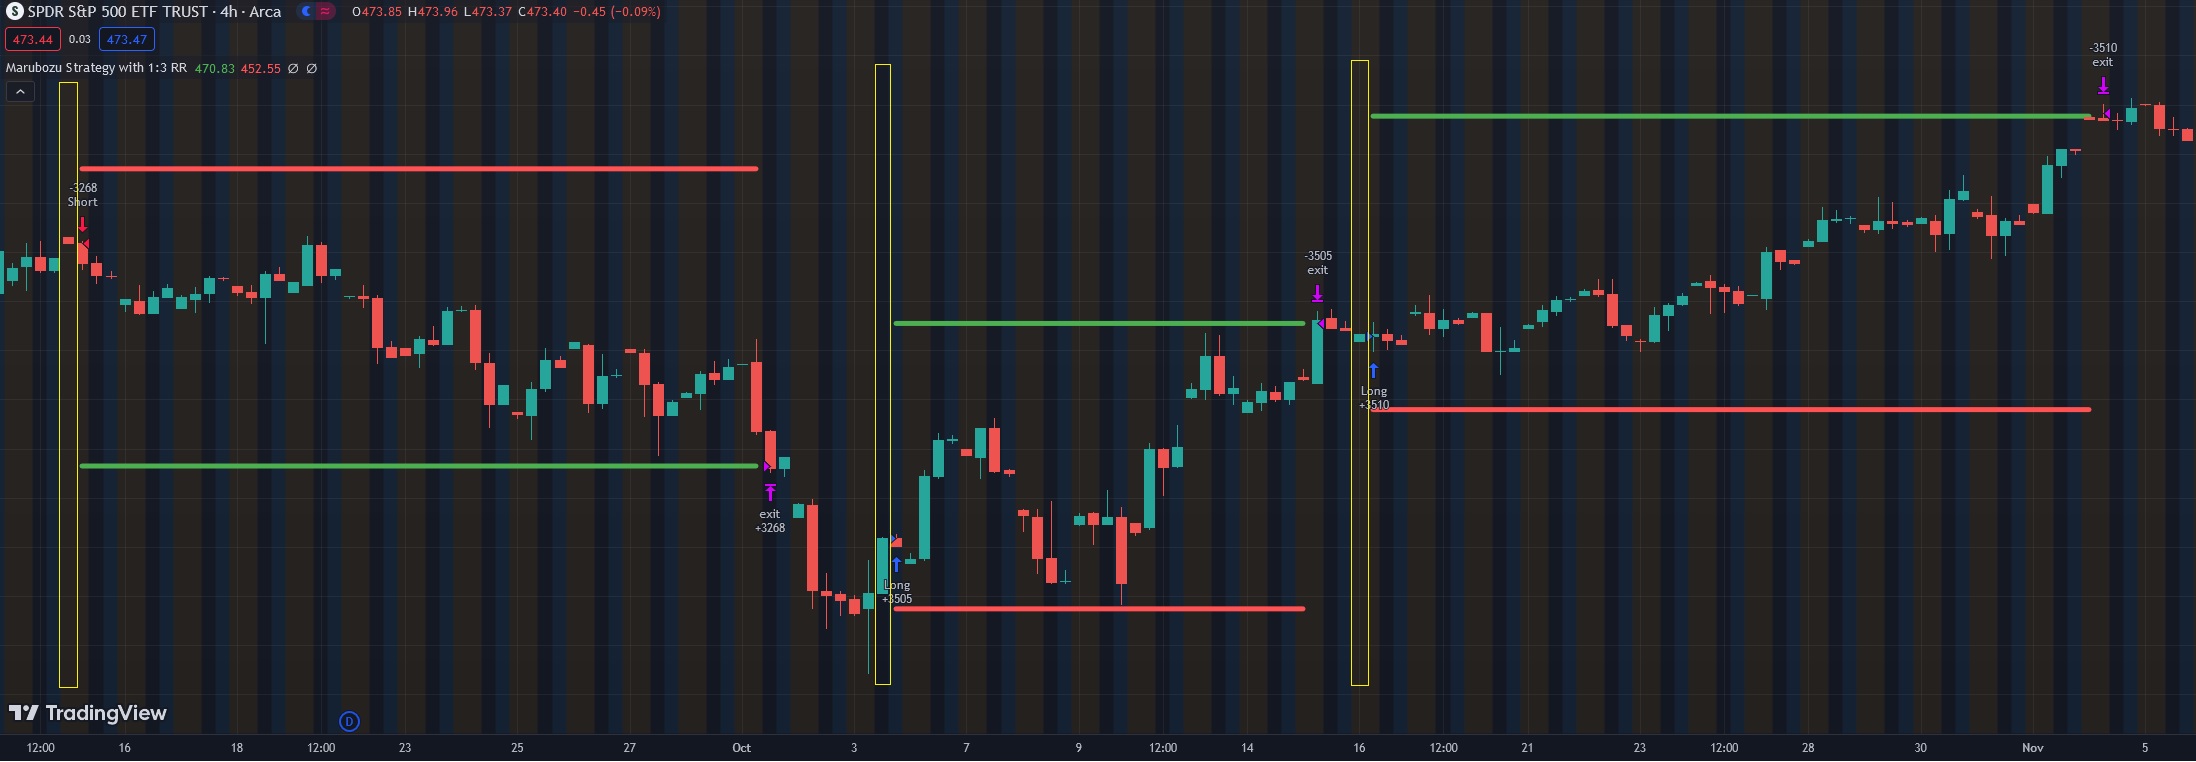 S SPDR S&P 500 ETF TRUST · 4h · Arca O473.85 H473.96 L473.37 C473.40 −0.45 (−0.09%)
473.44 0.03 473.47
Marubozu Strategy with 1:3 RR 470.83 452.55 ∅ ∅
-3510
exit
-3268
Short
-3505
exit
Long
+3510
exit
+3268
Long
+3505
TradingView
D
12:00 16 18 12:00 23 25 27 Oct 3 7 9 12:00 14 16 12:00 21 23 12:00 28 30 Nov 5